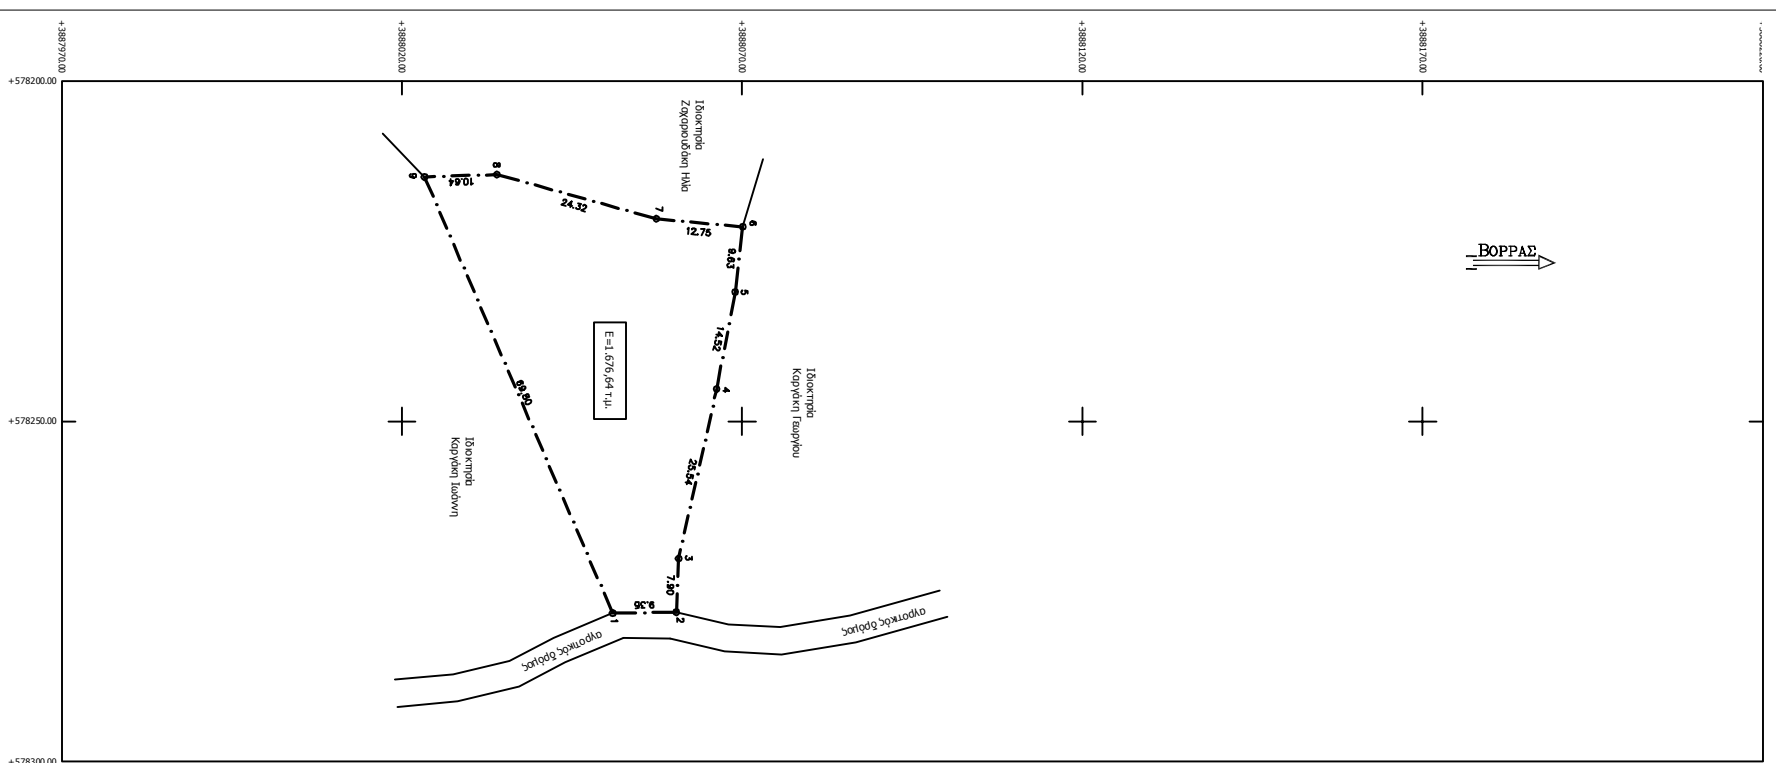 +3887970.00
+3888020.00
+3888070.00
+3888120.00
+3888170.00
+578200.00
+578250.00
+578300.00
Ιδιοκτησία
Ζαχαριουδάκη Ηλία
ΒΟΡΡΑΣ
9
10.64
8
24.32
7
12.75
6
9.63
5
14.52
4
25.54
3
7.90
2
9.35
1
69.80
Ε=1.676,64 τ.μ.
Ιδιοκτησία
Καργάκη Γεωργίου
Ιδιοκτησία
Καργάκη Ιωάννη
αγροτικός δρόμος
αγροτικός δρόμος